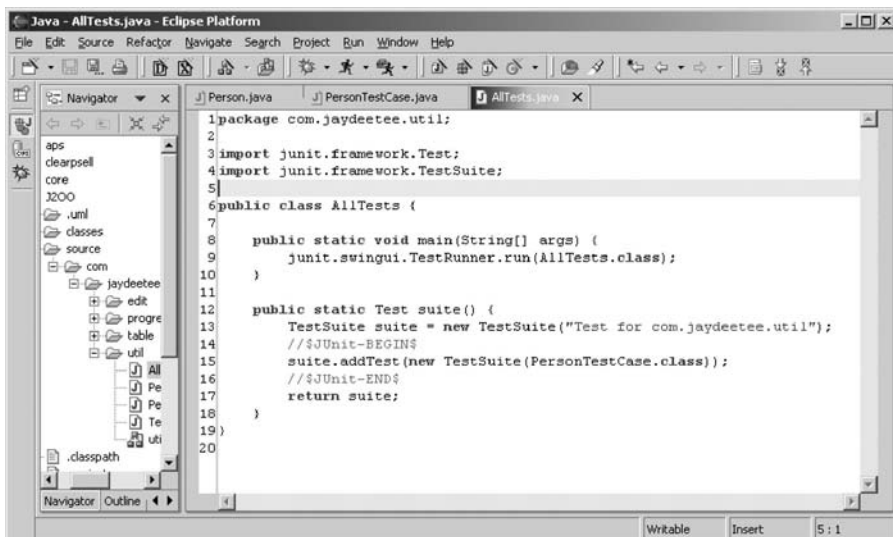 Java - AllTests.java - Eclipse Platform
File Edit Source Refactor Navigate Search Project Run Window Help
Navigator
Person.java PersonTestCase.java AllTests.java
aps
clearpsell
core
J2OO
.uml
classes
source
com
jaydeetee
edit
progre
table
util
All
Pe
Pe
Te
uti
.classpath
Navigator Outline
1 package com.jaydeetee.util;
2
3 import junit.framework.Test;
4 import junit.framework.TestSuite;
5
6 public class AllTests {
7
8 public static void main(String[] args) {
9 junit.swingui.TestRunner.run(AllTests.class);
10 }
11
12 public static Test suite() {
13 TestSuite suite = new TestSuite("Test for com.jaydeetee.util");
14 //$JUnit-BEGIN$
15 suite.addTest(new TestSuite(PersonTestCase.class));
16 //$JUnit-END$
17 return suite;
18 }
19 }
20
Writable Insert 5 : 1